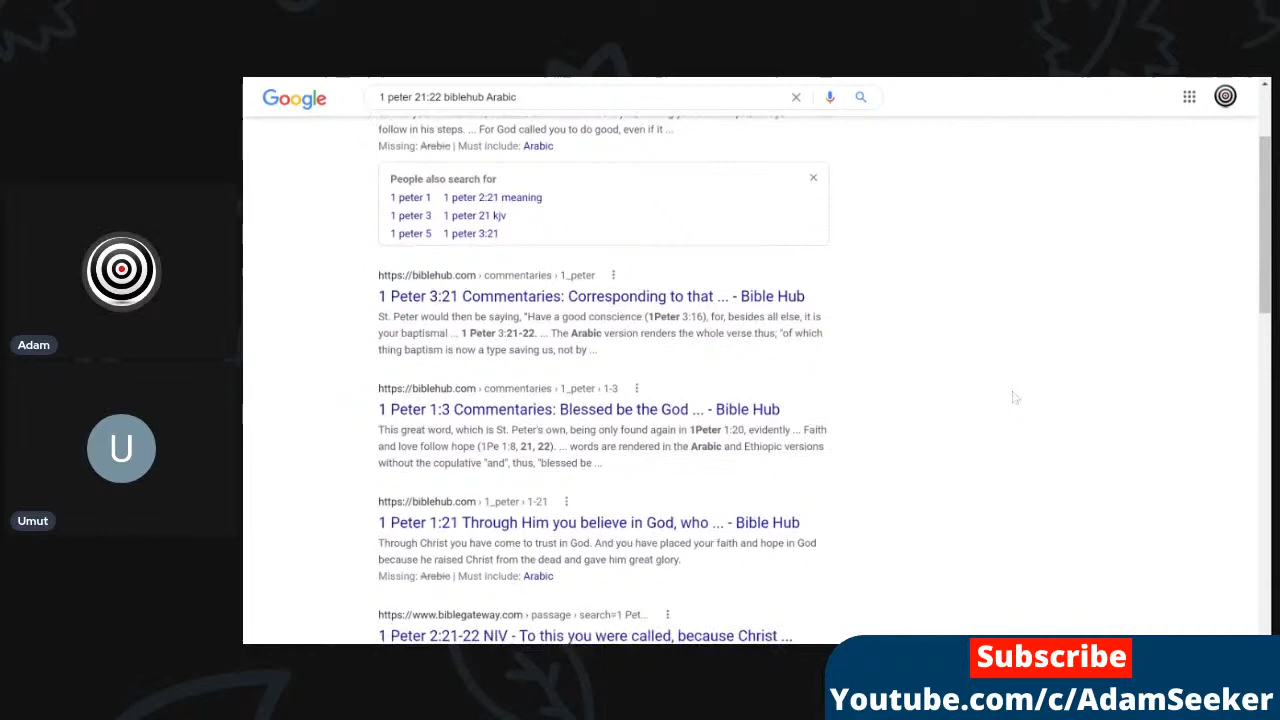 Google
1 peter 21:22 biblehub Arabic
follow in his steps. ... For God called you to do good, even if it ...
Missing: Arabic | Must include: Arabic
People also search for
1 peter 1 1 peter 2:21 meaning
1 peter 3 1 peter 21 kjv
1 peter 5 1 peter 3:21
https://biblehub.com › commentaries › 1_peter
1 Peter 3:21 Commentaries: Corresponding to that ... - Bible Hub
St. Peter would then be saying, "Have a good conscience (1Peter 3:16), for, besides all else, it is
your baptismal ... 1 Peter 3:21-22. ... The Arabic version renders the whole verse thus; "of which
thing baptism is now a type saving us, not by ...
https://biblehub.com › commentaries › 1_peter › 1-3
1 Peter 1:3 Commentaries: Blessed be the God ... - Bible Hub
This great word, which is St. Peter's own, being only found again in 1Peter 1:20, evidently ... Faith
and love follow hope (1Pe 1:8, 21, 22). ... words are rendered in the Arabic and Ethiopic versions
without the copulative "and", thus, "blessed be ...
https://biblehub.com › 1_peter › 1-21
1 Peter 1:21 Through Him you believe in God, who ... - Bible Hub
Through Christ you have come to trust in God. And you have placed your faith and hope in God
because he raised Christ from the dead and gave him great glory.
Missing: Arabic | Must include: Arabic
https://www.biblegateway.com › passage › search=1 Pet...
1 Peter 2:21-22 NIV - To this you were called, because Christ ...
Adam
U
Umut
Subscribe
Youtube.com/c/AdamSeeker